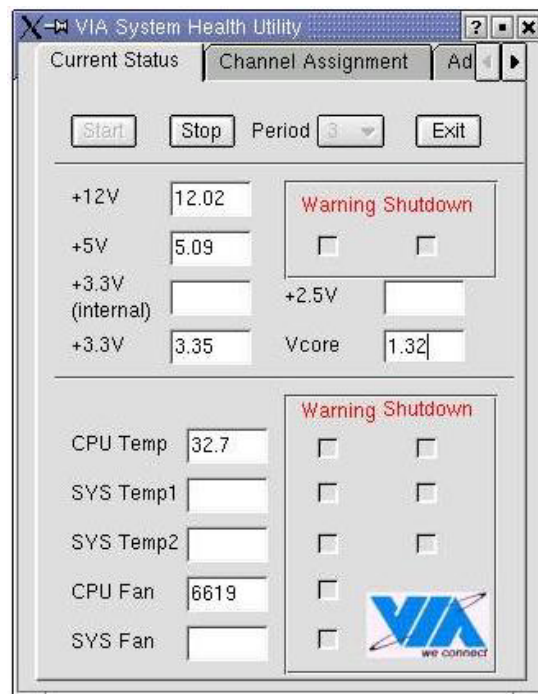 VIA System Health Utility
Current Status Channel Assignment Ad
Start Stop Period 3 Exit
+12V 12.02 Warning Shutdown
+5V 5.09
+3.3V (internal) +2.5V
+3.3V 3.35 Vcore 1.32
Warning Shutdown
CPU Temp 32.7
SYS Temp1
SYS Temp2
CPU Fan 6619
SYS Fan
VIA
we connect